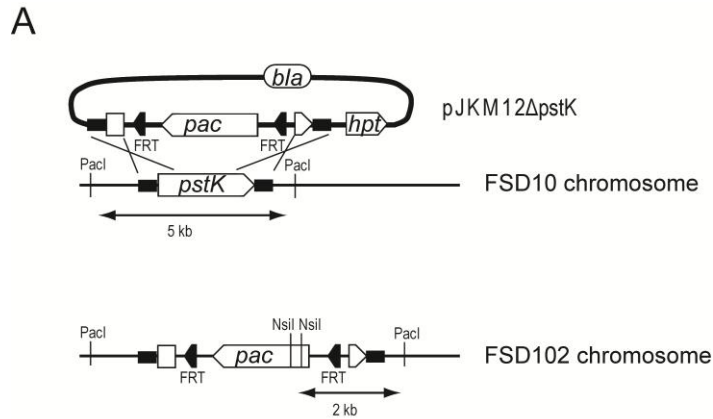 A
bla
pJKM12ΔpstK
pac
hpt
FRT
FRT
PacI
PacI
pstK
FSD10 chromosome
5 kb
NsiI NsiI
PacI
PacI
pac
FSD102 chromosome
FRT
FRT
2 kb